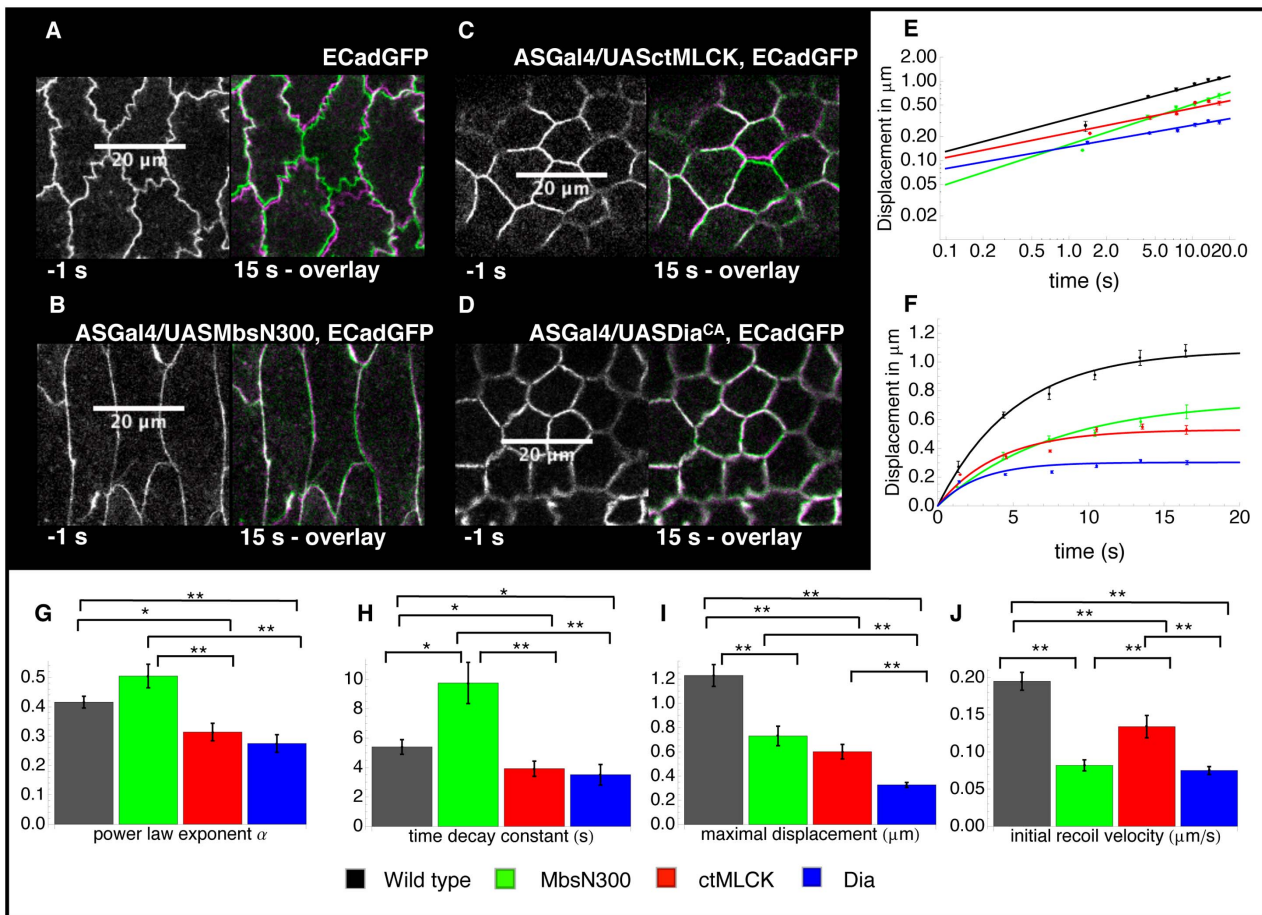 A
ECadGFP
20 µm
-1 s
15 s - overlay
B
ASGal4/UASMbsN300, ECadGFP
20 µm
-1 s
15 s - overlay
C
ASGal4/UASctMLCK, ECadGFP
20 µm
-1 s
15 s - overlay
D
ASGal4/UASDiaCA, ECadGFP
20 µm
-1 s
15 s - overlay
E
Displacement in µm
1.00
0.50
0.20
0.10
0.05
0.02
0.1 0.2 0.5 1.0 2.0 5.0 10.0 20.0
time (s)
F
Displacement in µm
1.2
1.0
0.8
0.6
0.4
0.2
0.0
0 5 10 15 20
time (s)
G
**
*
**
**
0.5
0.4
0.3
0.2
0.1
0.0
power law exponent α
H
*
*
**
*
**
10
8
6
4
2
0
time decay constant (s)
I
**
**
**
**
**
1.2
1.0
0.8
0.6
0.4
0.2
0.0
maximal displacement (µm)
J
**
**
**
**
**
0.20
0.15
0.10
0.05
0.00
initial recoil velocity (µm/s)
Wild type MbsN300 ctMLCK Dia